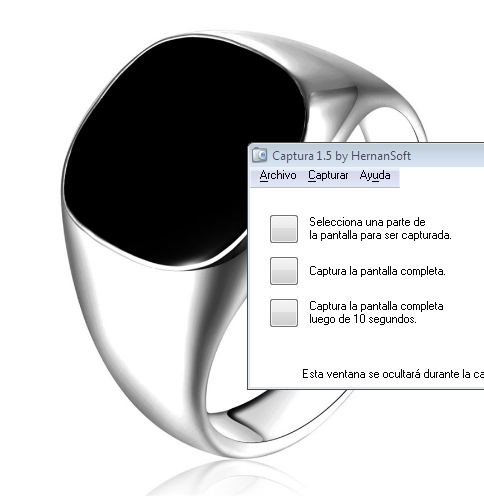 Captura 1.5 by HernanSoft
Archivo Capturar Ayuda
Selecciona una parte de
la pantalla para ser capturada.
Captura la pantalla completa.
Captura la pantalla completa
luego de 10 segundos.
Esta ventana se ocultará durante la ca